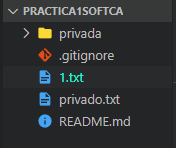 PRACTICA1SOFTCA
privada
.gitignore
1.txt
privado.txt
README.md